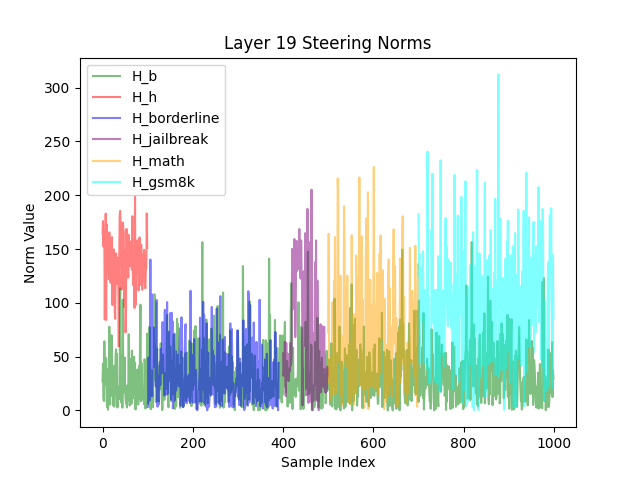 Layer 19 Steering Norms
H_b
H_h
H_borderline
H_jailbreak
H_math
H_gsm8k
Norm Value
300
250
200
150
100
50
0
0
200
400
600
800
1000
Sample Index